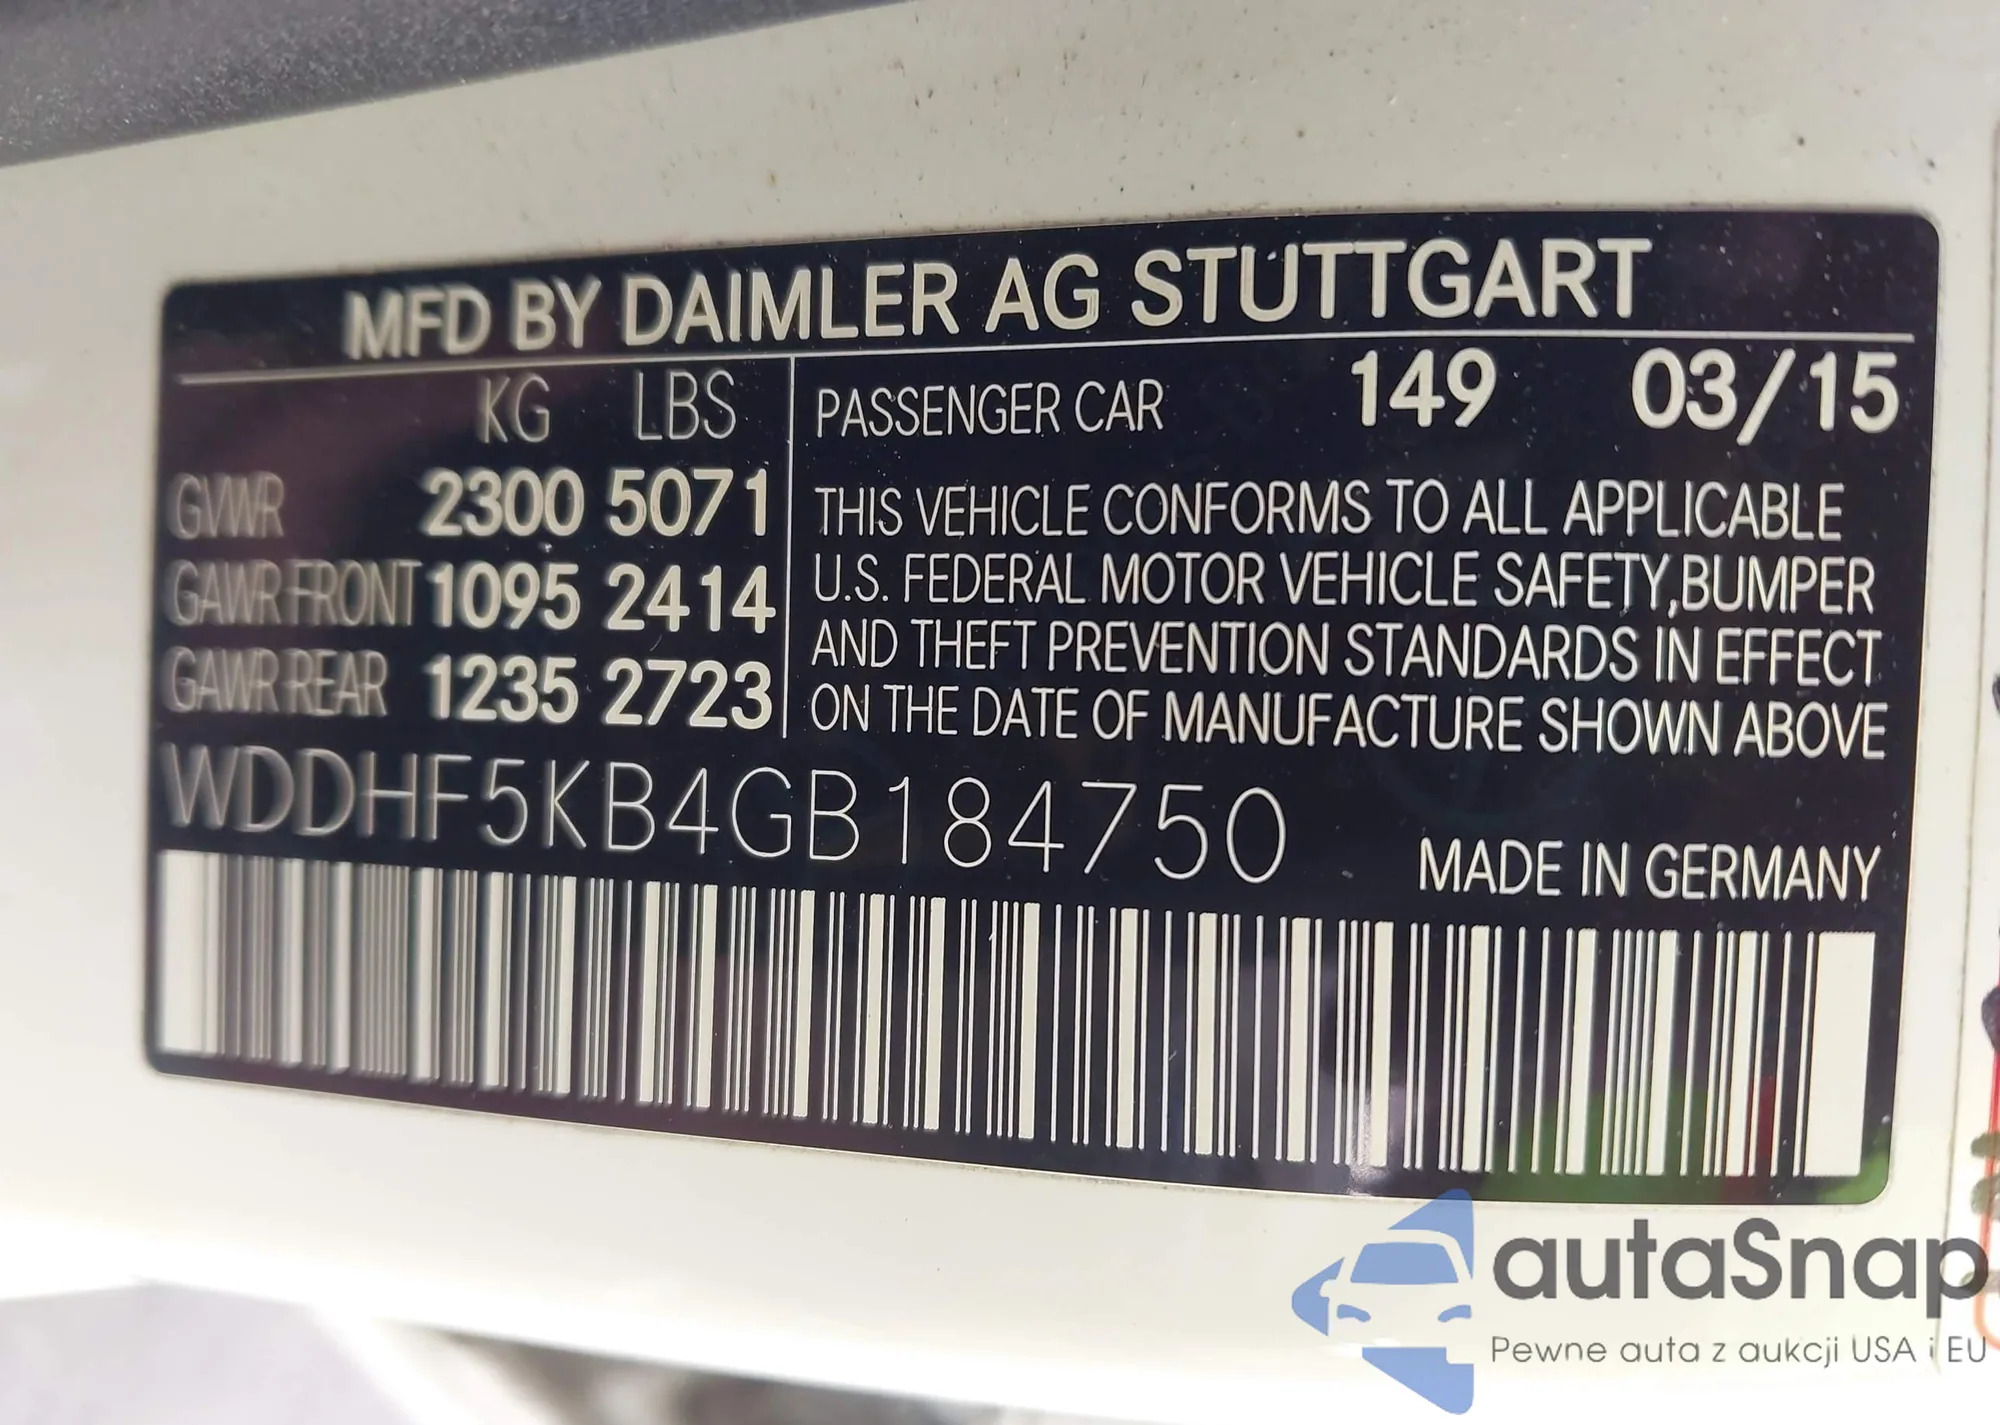 MFD BY DAIMLER AG STUTTGART
KG LBS
GVWR 2300 5071
GAWR FRONT 1095 2414
GAWR REAR 1235 2723
PASSENGER CAR 149 03/15
THIS VEHICLE CONFORMS TO ALL APPLICABLE
U.S. FEDERAL MOTOR VEHICLE SAFETY,BUMPER
AND THEFT PREVENTION STANDARDS IN EFFECT
ON THE DATE OF MANUFACTURE SHOWN ABOVE
WDDHF5KB4GB184750
MADE IN GERMANY
autaSnap
Pewne auta z aukcji USA i EU